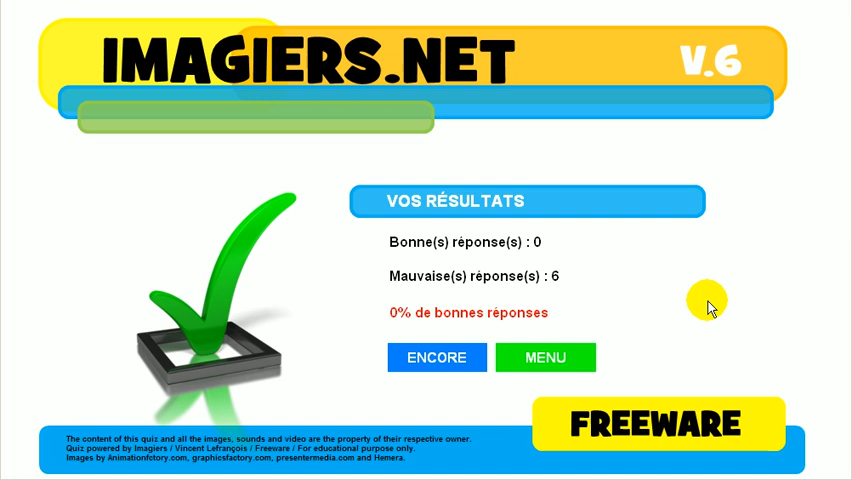 IMAGIERS.NET
V.6
VOS RÉSULTATS
Bonne(s) réponse(s) : 0
Mauvaise(s) réponse(s) : 6
0% de bonnes réponses
ENCORE
MENU
FREEWARE
The content of this quiz and all the images, sounds and video are the property of their respective owner.
Quiz powered by Imagiers / Vincent Lefrançois / Freeware / For educational purpose only.
Images by Animationfctory.com, graphicsfactory.com, presentermedia.com and Hemera.